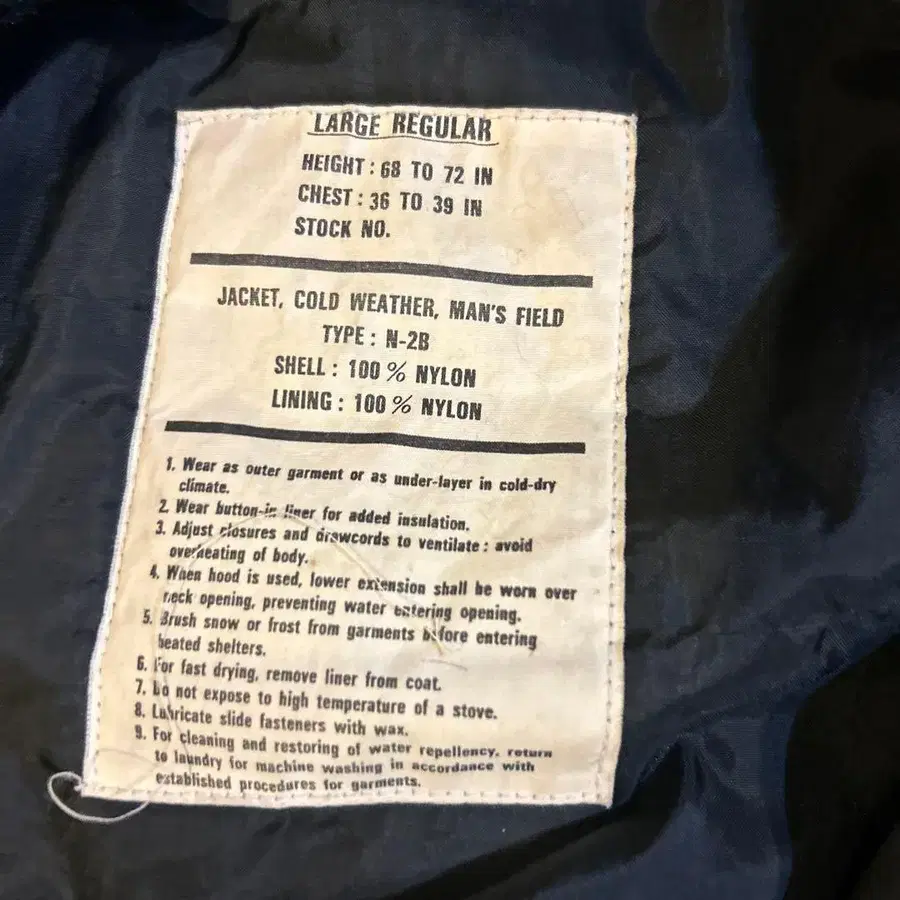 LARGE REGULAR
HEIGHT : 68 TO 72 IN
CHEST : 36 TO 39 IN
STOCK NO.
JACKET, COLD WEATHER, MAN'S FIELD
TYPE : N-2B
SHELL : 100 % NYLON
LINING : 100 % NYLON
1. Wear as outer garment or as under-layer in cold-dry
climate.
2. Wear button-in liner for added insulation.
3. Adjust closures and drawcords to ventilate : avoid
overheating of body.
4. When hood is used, lower extension shall be worn over
neck opening, preventing water entering opening.
5. Brush snow or frost from garments before entering
heated shelters.
6. For fast drying, remove liner from coat.
7. Do not expose to high temperature of a stove.
8. Lubricate slide fasteners with wax.
9. For cleaning and restoring of water repellency, return
to laundry for machine washing in accordance with
established procedures for garments.